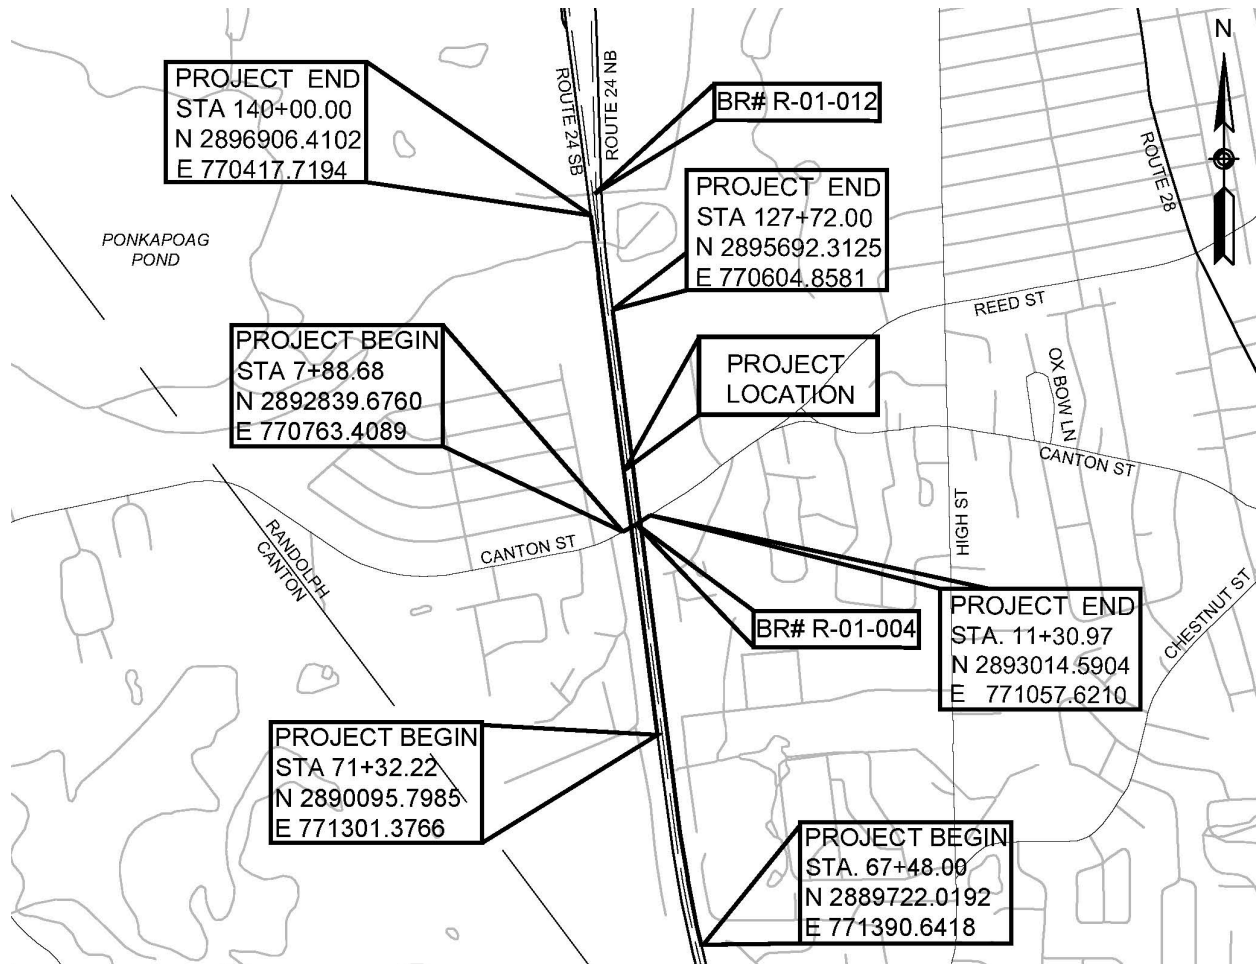 N
PROJECT END
STA 140+00.00
N 2896906.4102
E 770417.7194
ROUTE 24 SB
ROUTE 24 NB
BR# R-01-012
ROUTE 28
PROJECT END
STA 127+72.00
N 2895692.3125
E 770604.8581
PONKAPOAG
POND
REED ST
PROJECT BEGIN
STA 7+88.68
N 2892839.6760
E 770763.4089
PROJECT
LOCATION
OX BOW LN
CANTON ST
HIGH ST
RANDOLPH
CANTON
CANTON ST
BR# R-01-004
PROJECT END
STA. 11+30.97
N 2893014.5904
E 771057.6210
CHESTNUT ST
PROJECT BEGIN
STA 71+32.22
N 2890095.7985
E 771301.3766
PROJECT BEGIN
STA. 67+48.00
N 2889722.0192
E 771390.6418